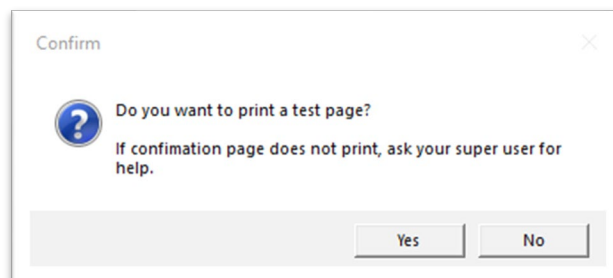 Confirm
Do you want to print a test page?
If confimation page does not print, ask your super user for
help.
Yes
No